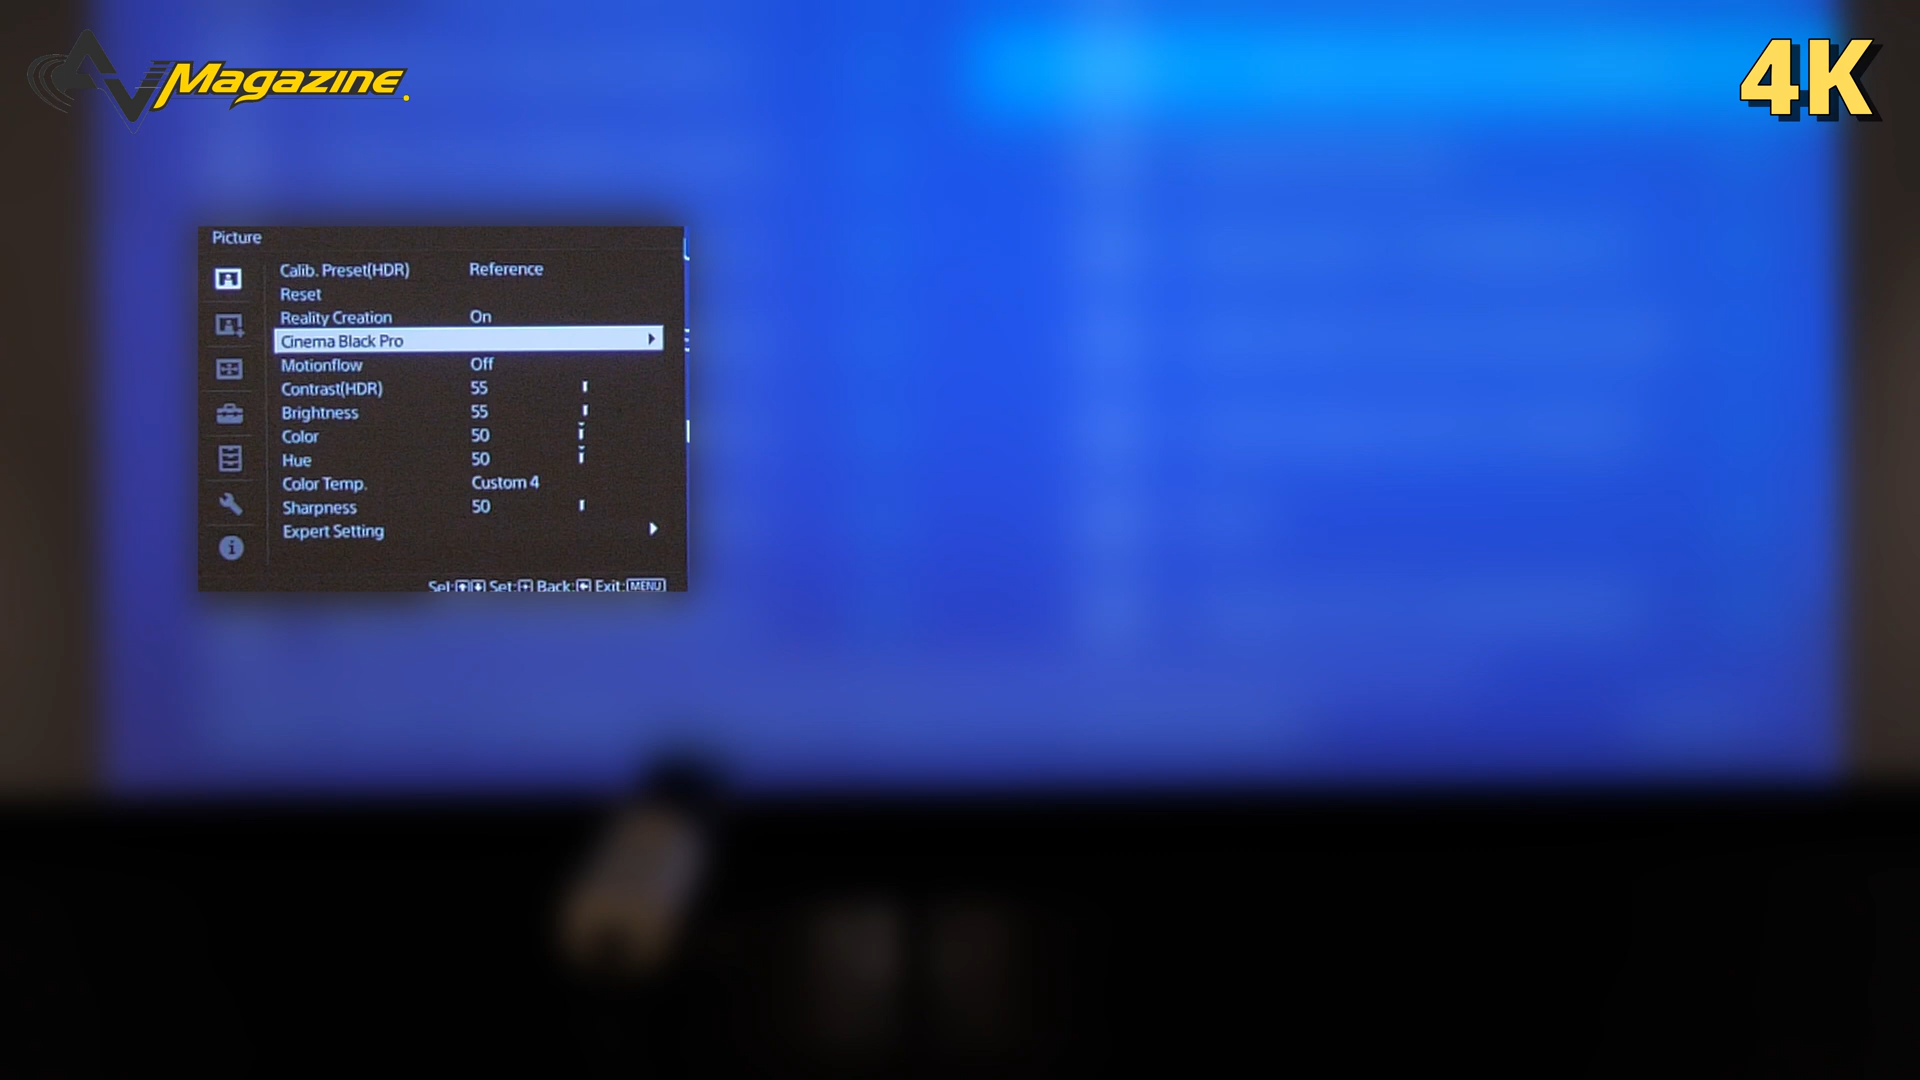 AV Magazine.
4K
Picture
Calib. Preset(HDR) Reference
Reset
Reality Creation On
Cinema Black Pro
Motionflow Off
Contrast(HDR) 55
Brightness 55
Color 50
Hue 50
Color Temp. Custom 4
Sharpness 50
Expert Setting
Sel: Set: Back: Exit: MENU